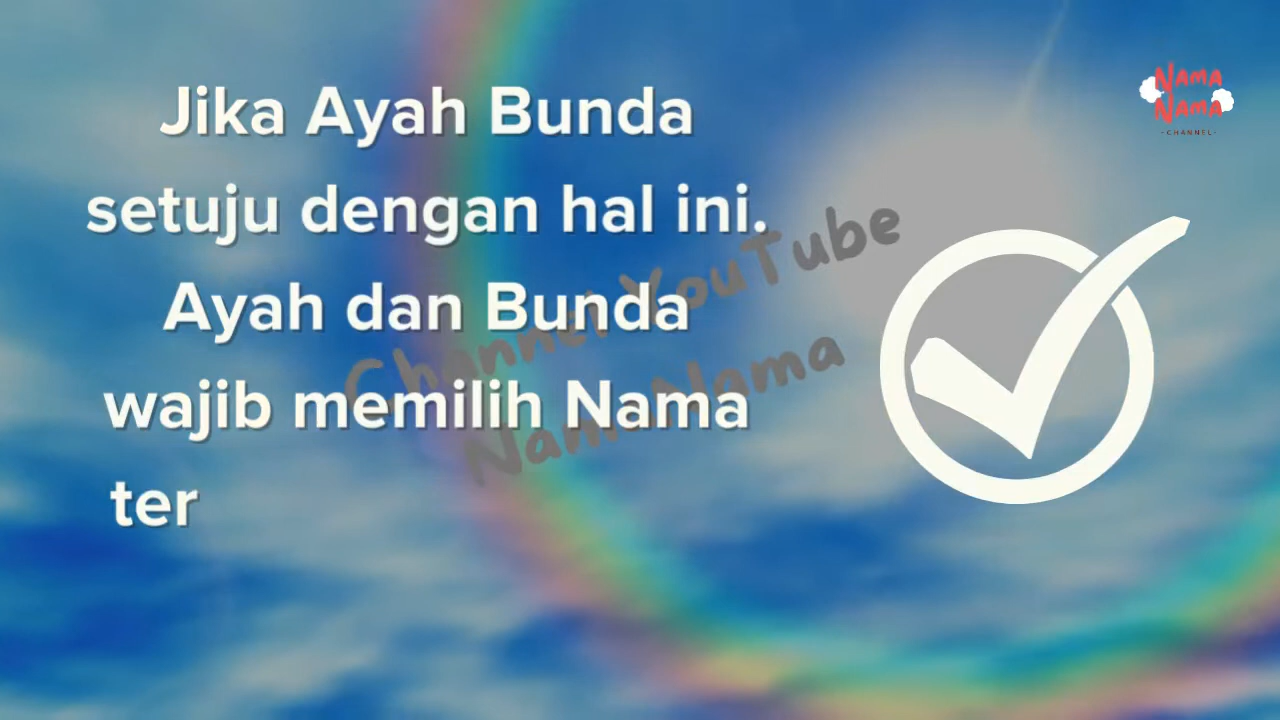 Jika Ayah Bunda
setuju dengan hal ini.
Ayah dan Bunda
wajib memilih Nama
ter
Channel YouTube
Nama Nama
NAMA
NAMA
-CHANNEL-